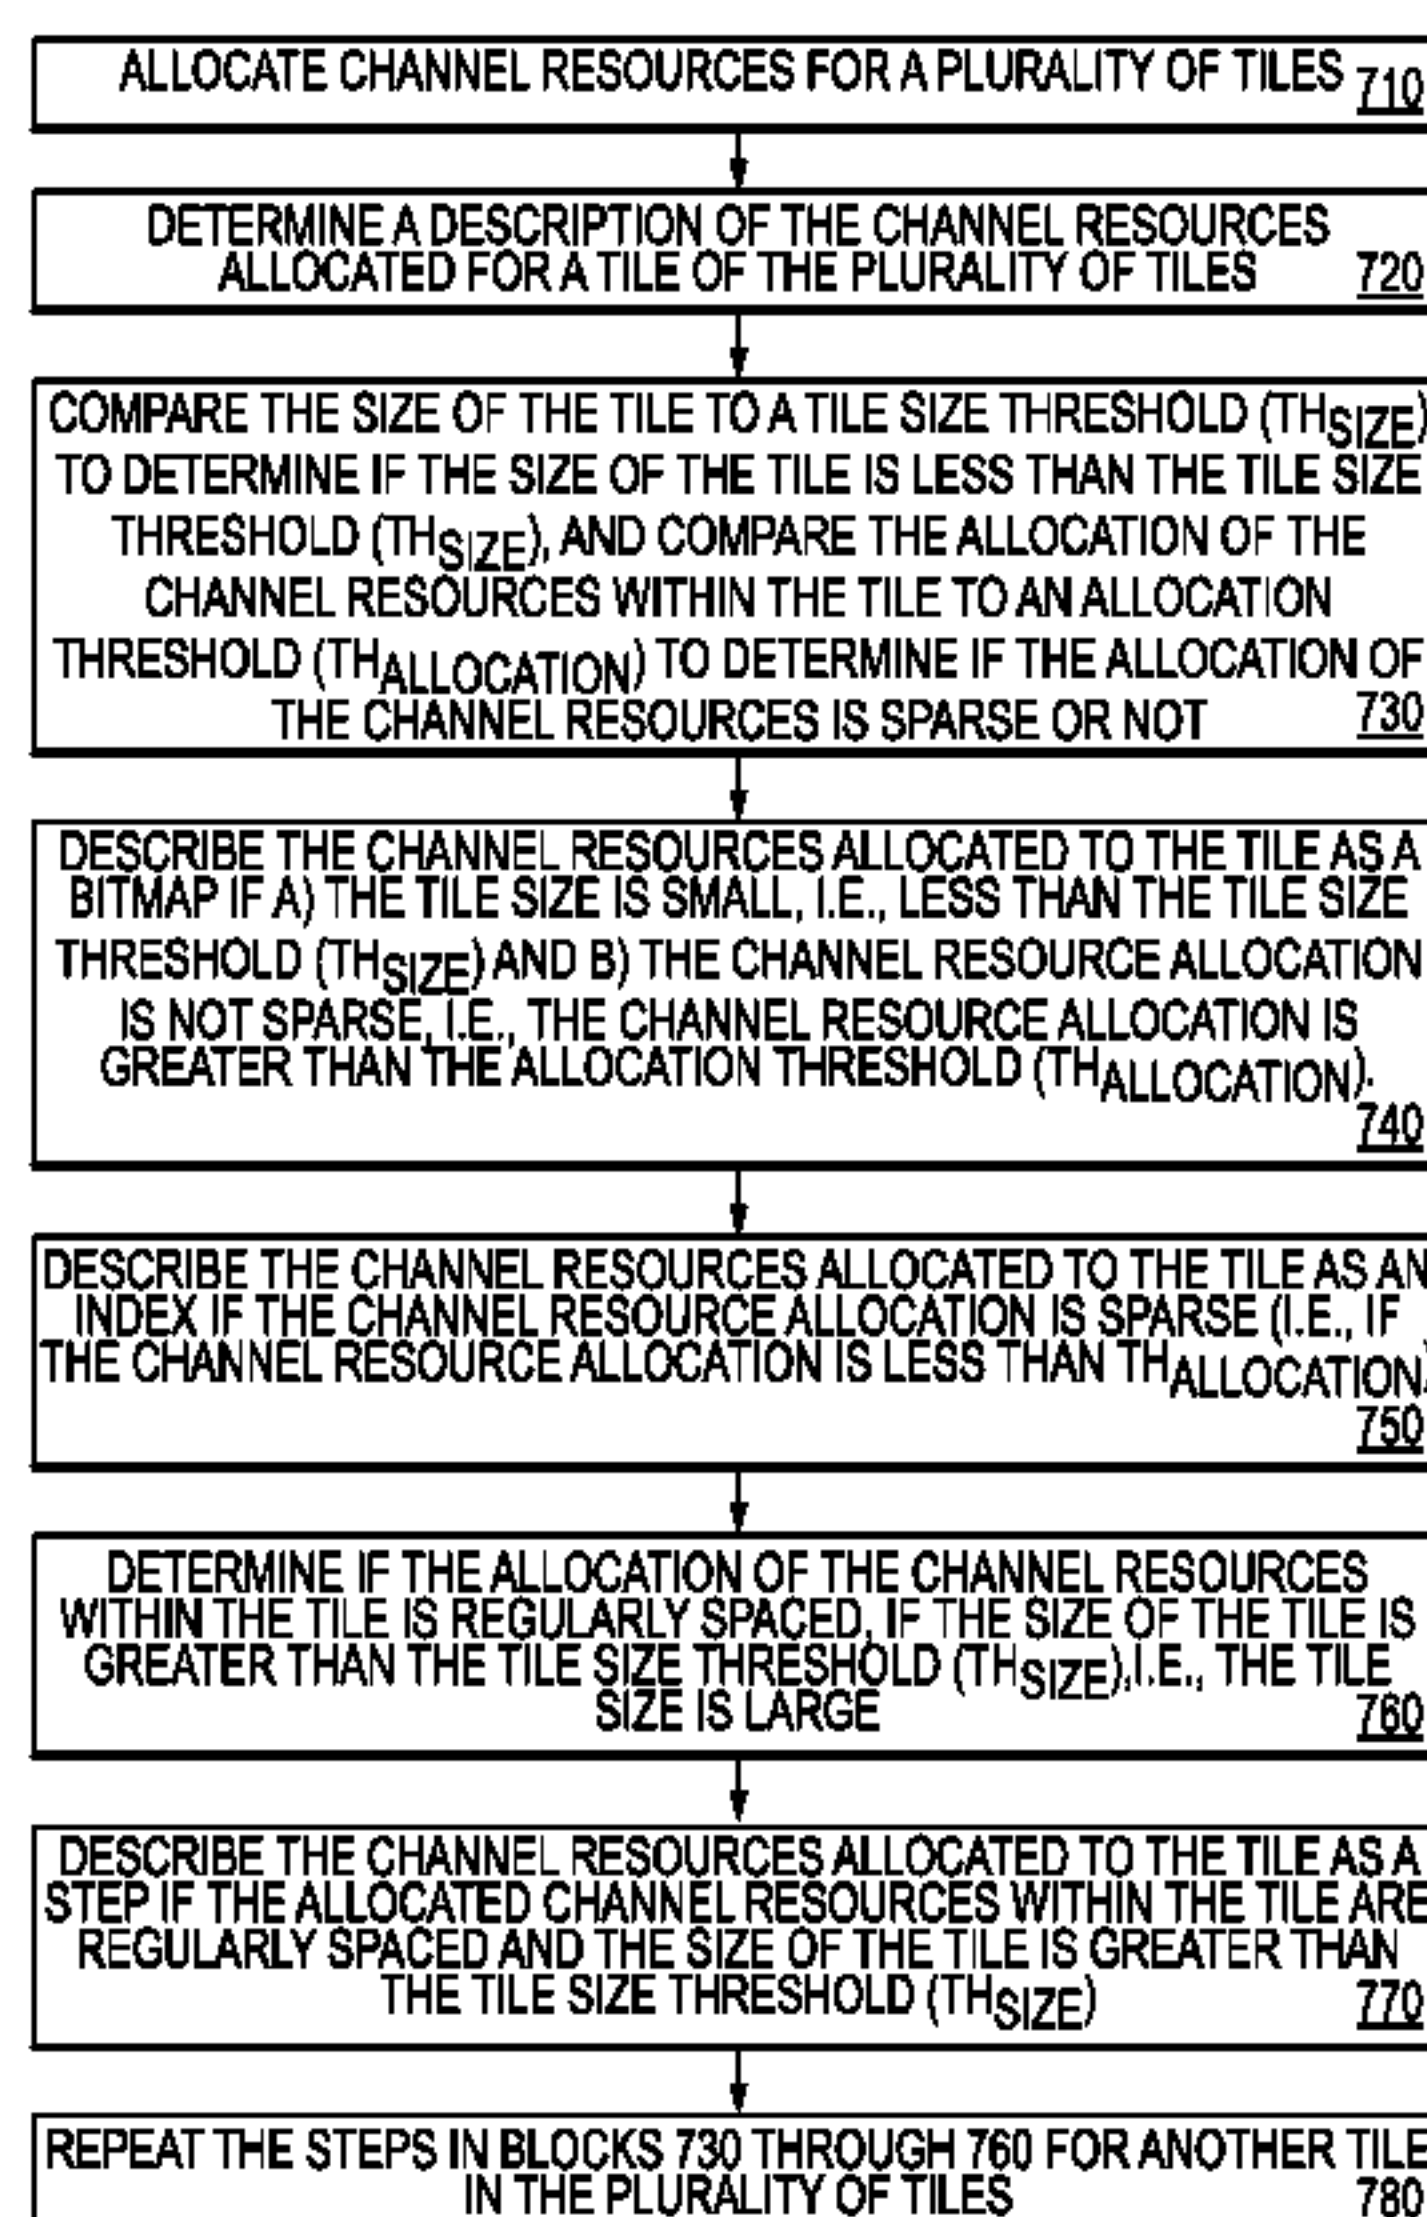 ALLOCATE CHANNEL RESOURCES FOR A PLURALITY OF TILES 710
DETERMINE A DESCRIPTION OF THE CHANNEL RESOURCES
ALLOCATED FOR A TILE OF THE PLURALITY OF TILES 720
COMPARE THE SIZE OF THE TILE TO A TILE SIZE THRESHOLD (THSIZE)
TO DETERMINE IF THE SIZE OF THE TILE IS LESS THAN THE TILE SIZE
THRESHOLD (THSIZE), AND COMPARE THE ALLOCATION OF THE
CHANNEL RESOURCES WITHIN THE TILE TO AN ALLOCATION
THRESHOLD (THALLOCATION) TO DETERMINE IF THE ALLOCATION OF
THE CHANNEL RESOURCES IS SPARSE OR NOT 730
DESCRIBE THE CHANNEL RESOURCES ALLOCATED TO THE TILE AS A
BITMAP IF A) THE TILE SIZE IS SMALL, I.E., LESS THAN THE TILE SIZE
THRESHOLD (THSIZE) AND B) THE CHANNEL RESOURCE ALLOCATION
IS NOT SPARSE, I.E., THE CHANNEL RESOURCE ALLOCATION IS
GREATER THAN THE ALLOCATION THRESHOLD (THALLOCATION).
740
DESCRIBE THE CHANNEL RESOURCES ALLOCATED TO THE TILE AS AN
INDEX IF THE CHANNEL RESOURCE ALLOCATION IS SPARSE (I.E., IF
THE CHANNEL RESOURCE ALLOCATION IS LESS THAN THALLOCATION)
750
DETERMINE IF THE ALLOCATION OF THE CHANNEL RESOURCES
WITHIN THE TILE IS REGULARLY SPACED, IF THE SIZE OF THE TILE IS
GREATER THAN THE TILE SIZE THRESHOLD (THSIZE),I.E., THE TILE
SIZE IS LARGE 760
DESCRIBE THE CHANNEL RESOURCES ALLOCATED TO THE TILE AS A
STEP IF THE ALLOCATED CHANNEL RESOURCES WITHIN THE TILE ARE
REGULARLY SPACED AND THE SIZE OF THE TILE IS GREATER THAN
THE TILE SIZE THRESHOLD (THSIZE) 770
REPEAT THE STEPS IN BLOCKS 730 THROUGH 760 FOR ANOTHER TILE
IN THE PLURALITY OF TILES 780